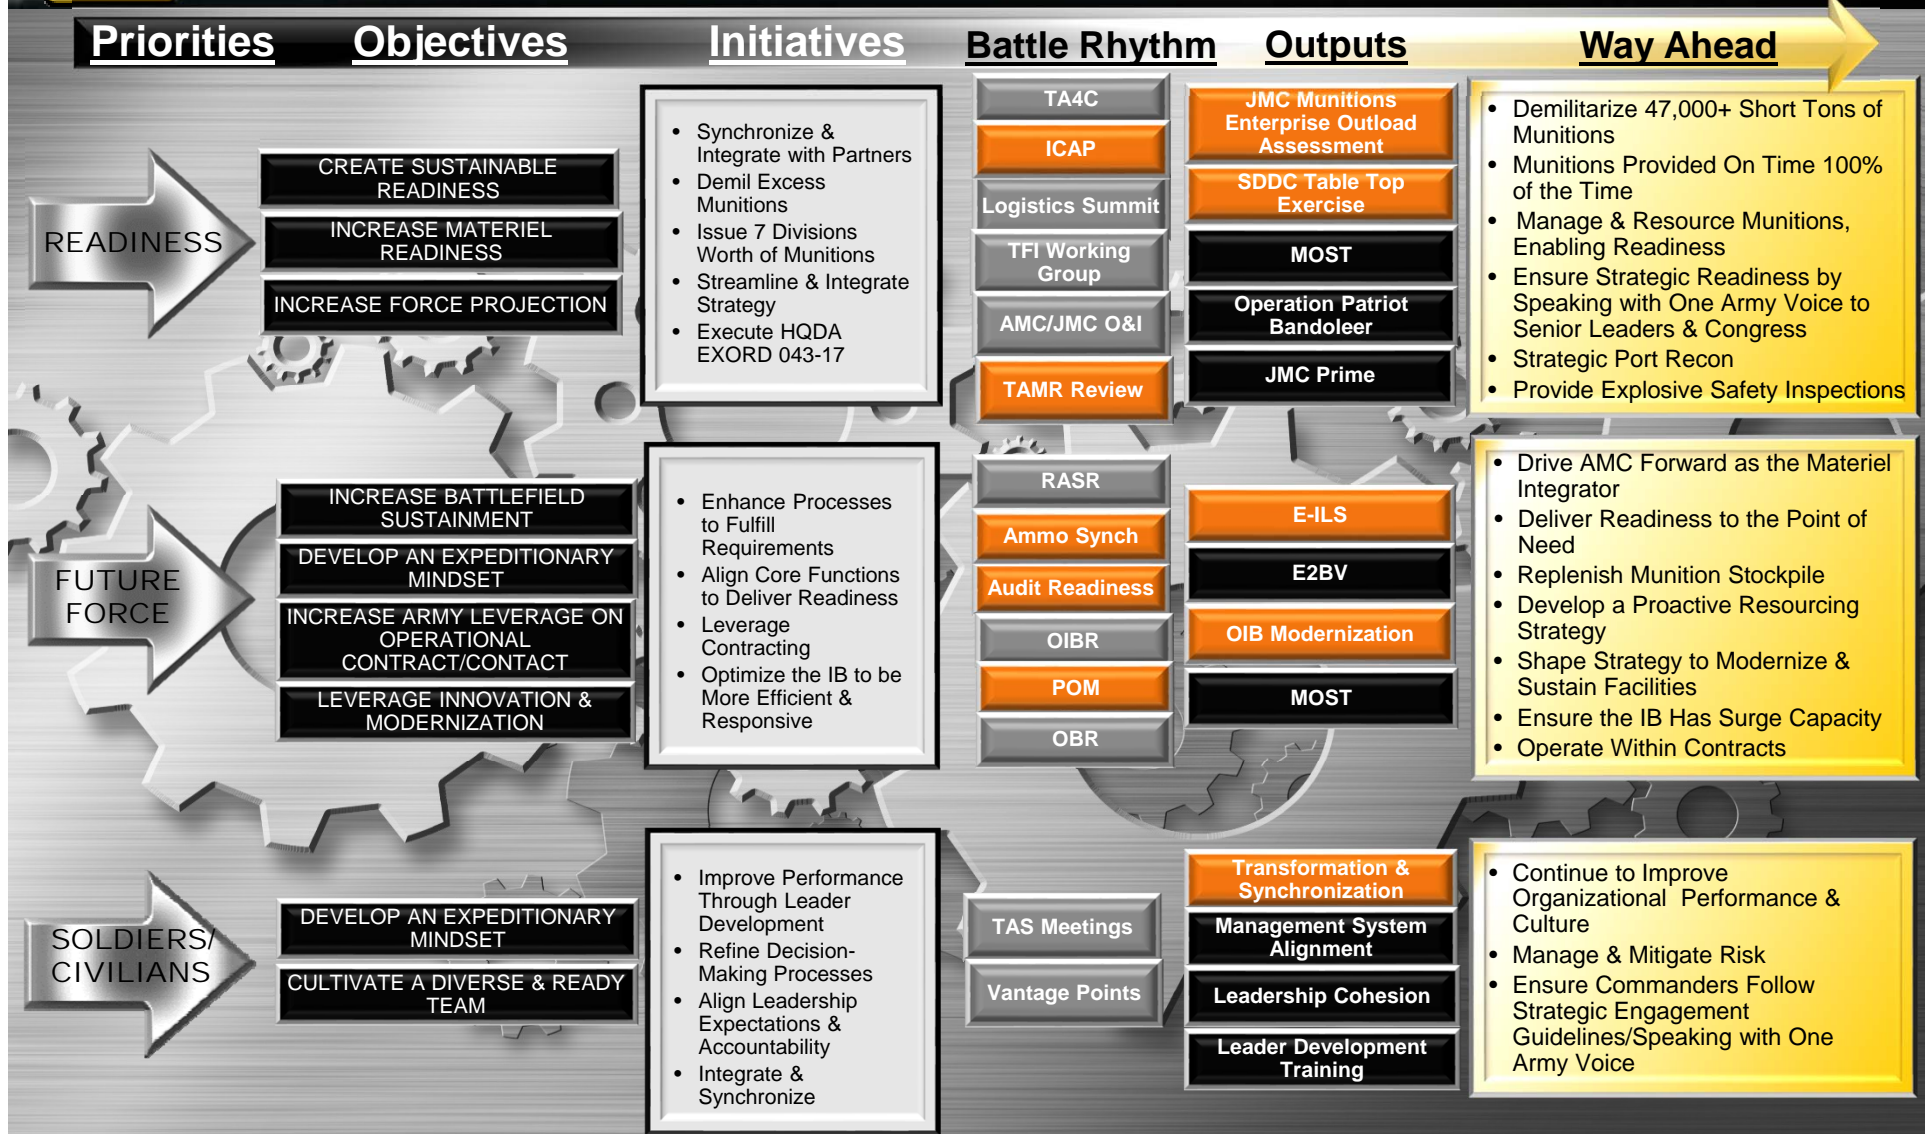 Priorities Objectives Initiatives Battle Rhythm Outputs Way Ahead
READINESS
CREATE SUSTAINABLE
READINESS
INCREASE MATERIEL
READINESS
INCREASE FORCE PROJECTION
• Synchronize &
Integrate with Partners
• Demil Excess
Munitions
• Issue 7 Divisions
Worth of Munitions
• Streamline & Integrate
Strategy
• Execute HQDA
EXORD 043-17
TA4C
ICAP
Logistics Summit
TFI Working
Group
AMC/JMC O&I
TAMR Review
JMC Munitions
Enterprise Outload
Assessment
SDDC Table Top
Exercise
MOST
Operation Patriot
Bandoleer
JMC Prime
• Demilitarize 47,000+ Short Tons of
Munitions
• Munitions Provided On Time 100%
of the Time
• Manage & Resource Munitions,
Enabling Readiness
• Ensure Strategic Readiness by
Speaking with One Army Voice to
Senior Leaders & Congress
• Strategic Port Recon
• Provide Explosive Safety Inspections
FUTURE
FORCE
INCREASE BATTLEFIELD
SUSTAINMENT
DEVELOP AN EXPEDITIONARY
MINDSET
INCREASE ARMY LEVERAGE ON
OPERATIONAL
CONTRACT/CONTACT
LEVERAGE INNOVATION &
MODERNIZATION
• Enhance Processes
to Fulfill
Requirements
• Align Core Functions
to Deliver Readiness
• Leverage
Contracting
• Optimize the IB to be
More Efficient &
Responsive
RASR
Ammo Synch
Audit Readiness
OIBR
POM
OBR
E-ILS
E2BV
OIB Modernization
MOST
• Drive AMC Forward as the Materiel
Integrator
• Deliver Readiness to the Point of
Need
• Replenish Munition Stockpile
• Develop a Proactive Resourcing
Strategy
• Shape Strategy to Modernize &
Sustain Facilities
• Ensure the IB Has Surge Capacity
• Operate Within Contracts
SOLDIERS/
CIVILIANS
DEVELOP AN EXPEDITIONARY
MINDSET
CULTIVATE A DIVERSE & READY
TEAM
• Improve Performance
Through Leader
Development
• Refine Decision-
Making Processes
• Align Leadership
Expectations &
Accountability
• Integrate &
Synchronize
TAS Meetings
Vantage Points
Transformation &
Synchronization
Management System
Alignment
Leadership Cohesion
Leader Development
Training
• Continue to Improve
Organizational Performance &
Culture
• Manage & Mitigate Risk
• Ensure Commanders Follow
Strategic Engagement
Guidelines/Speaking with One
Army Voice